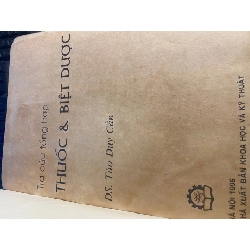 Tra cứu tổng hợp
THUỐC & BIỆT DƯỢC
DS. Tào Duy Cần
HÀ NỘI 1996
NHÀ XUẤT BẢN KHOA HỌC VÀ KỸ THUẬT